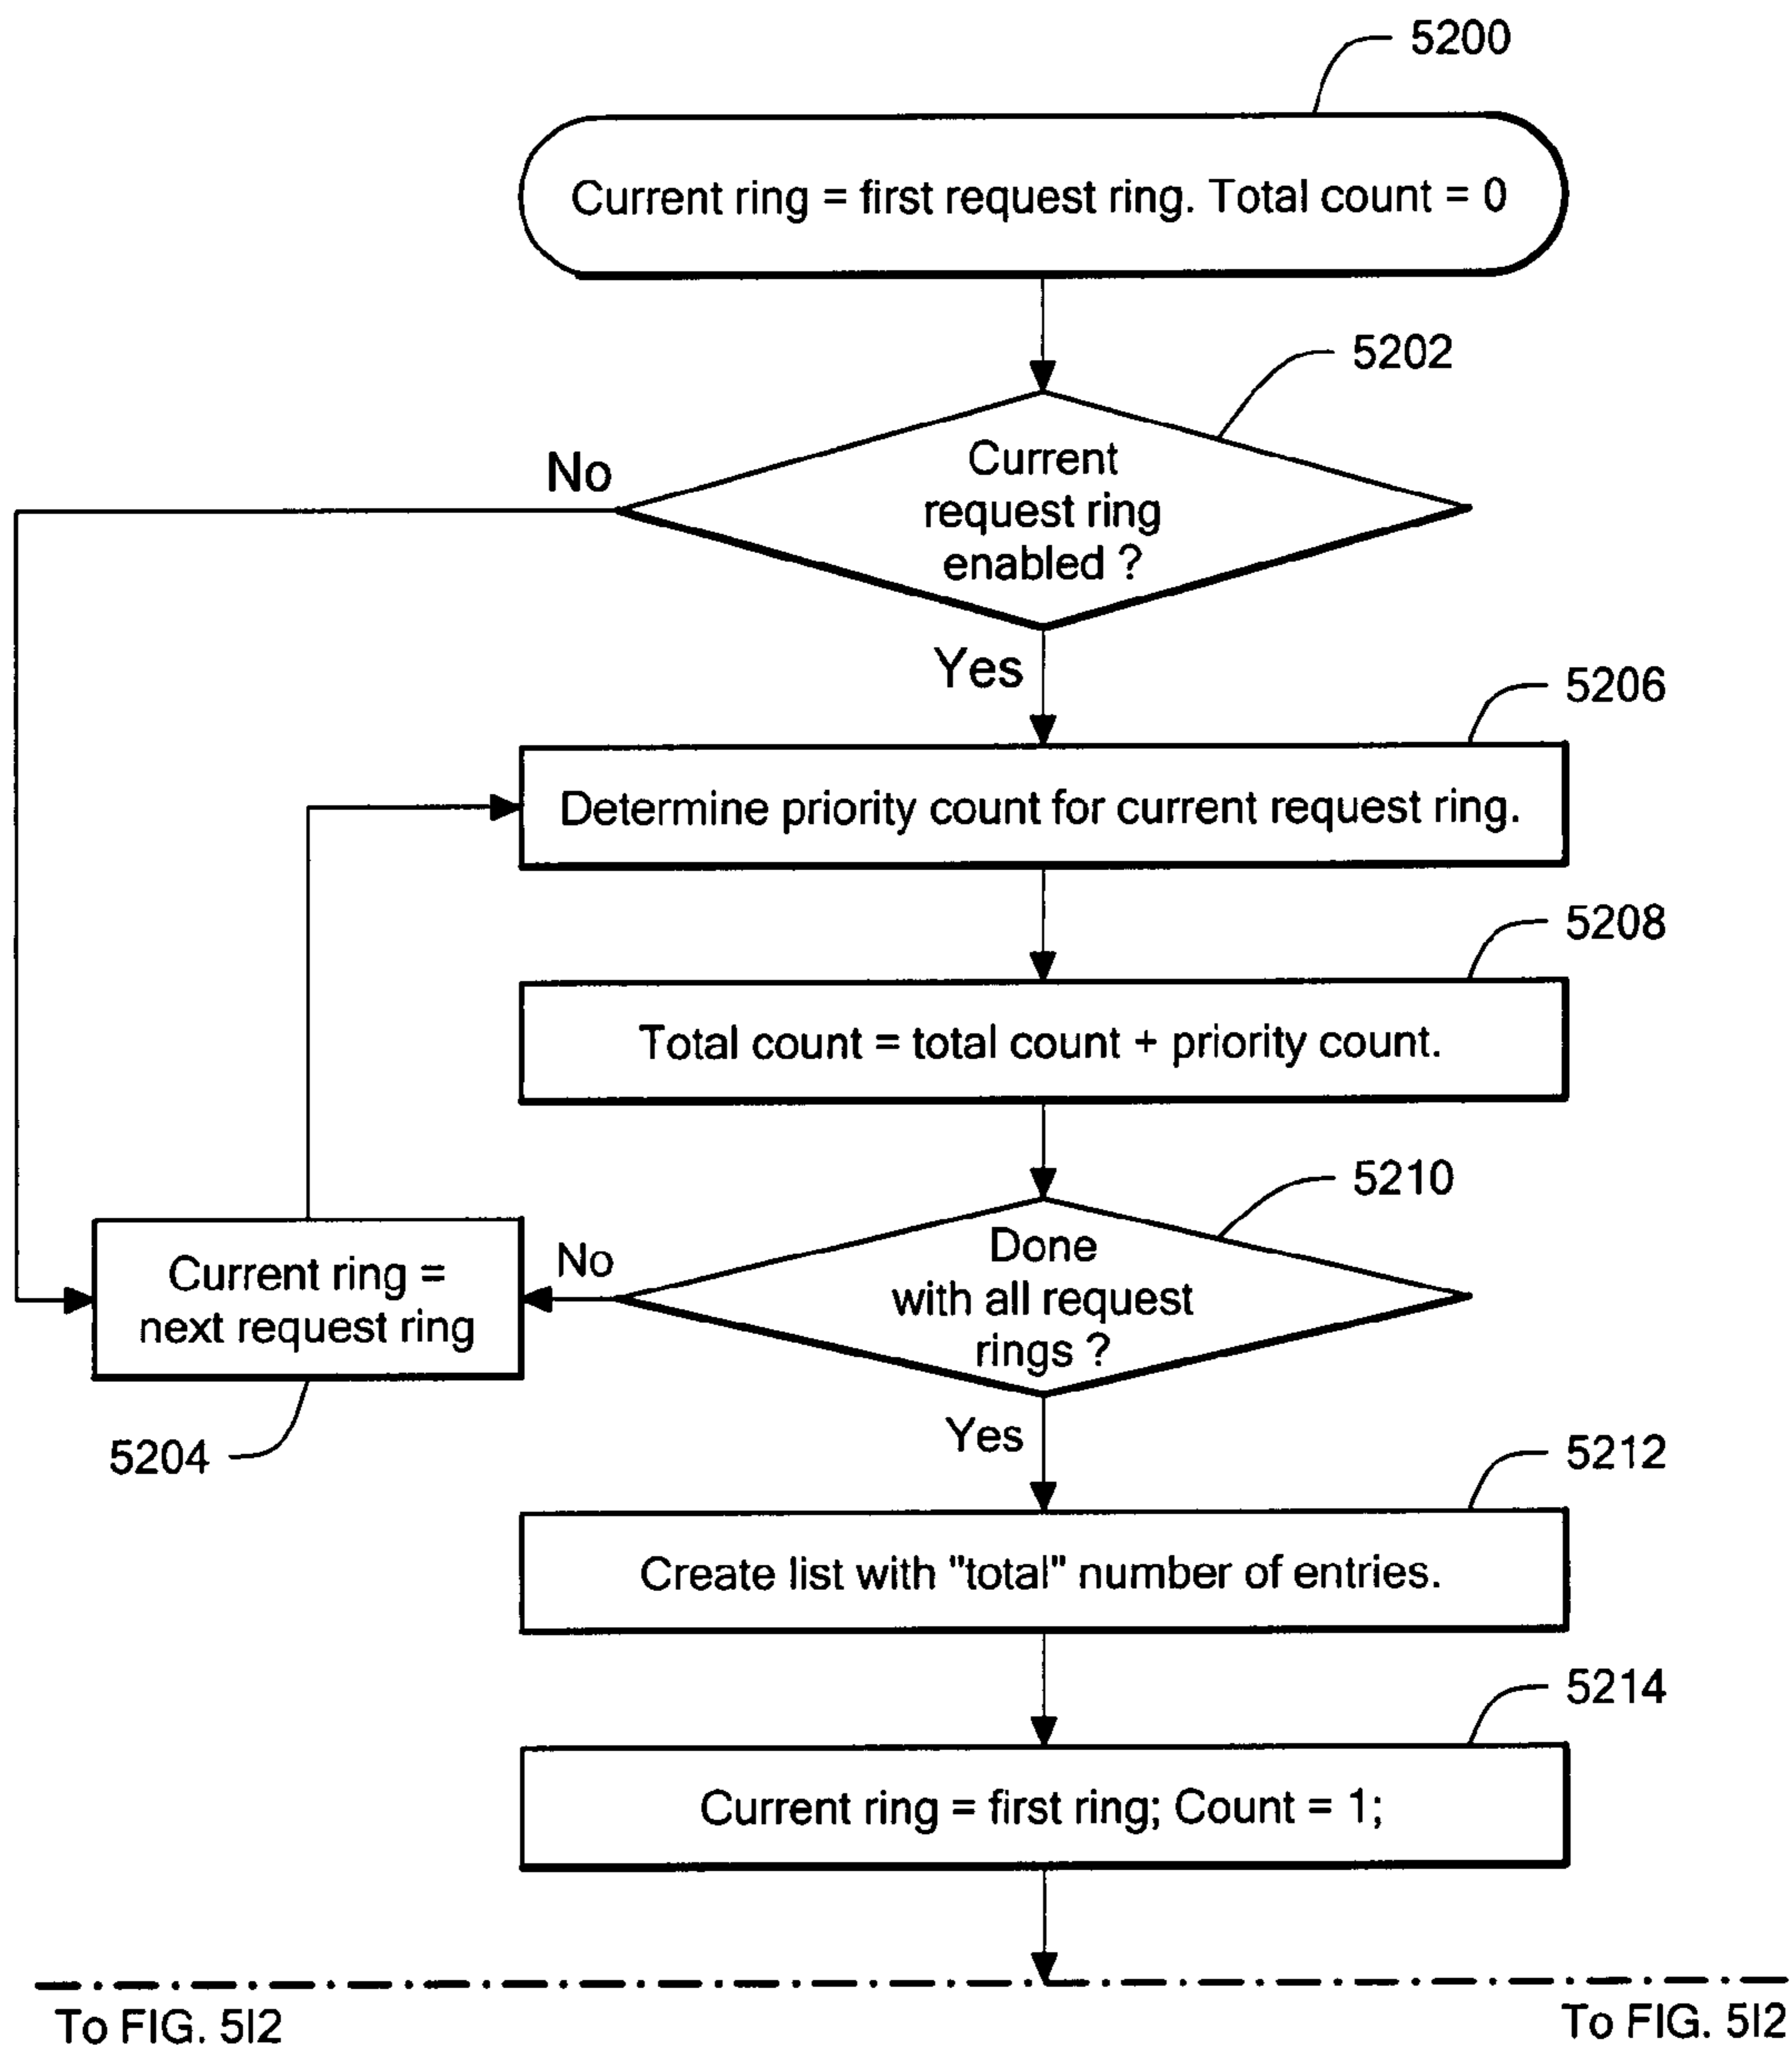 5200
Current ring = first request ring. Total count = 0
5202
No
Current
request ring
enabled ?
Yes
5206
Determine priority count for current request ring.
5208
Total count = total count + priority count.
5210
Done
with all request
rings ?
No
Current ring =
next request ring
5204
Yes
5212
Create list with "total" number of entries.
5214
Current ring = first ring; Count = 1;
To FIG. 5I2
To FIG. 5I2